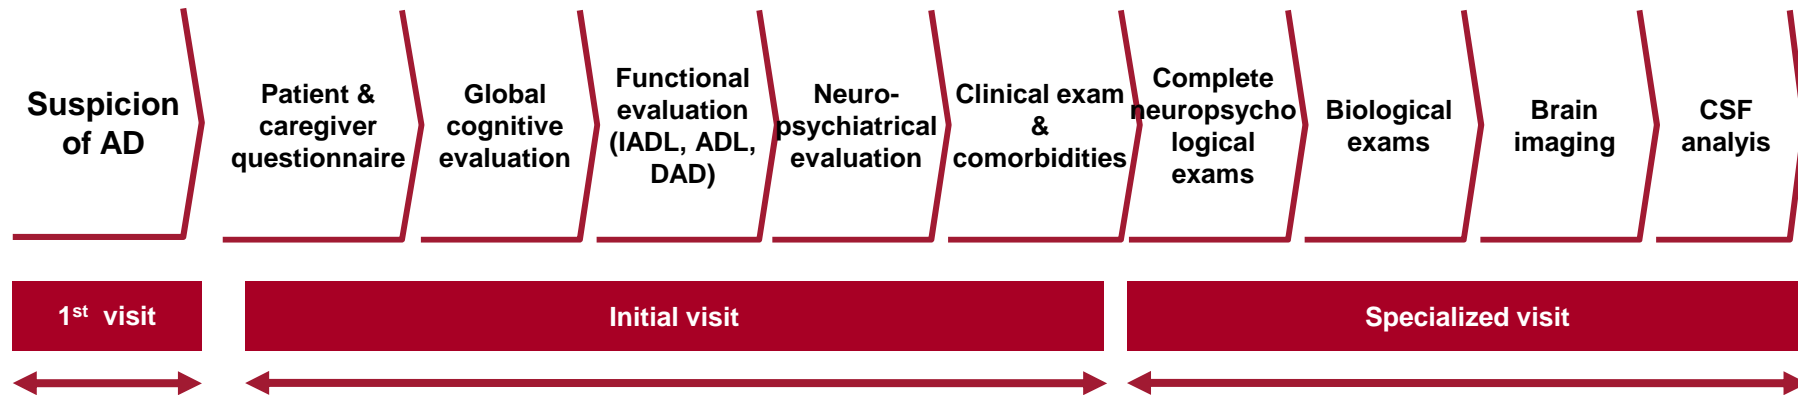 Suspicion
of AD
Patient &
caregiver
questionnaire
Global
cognitive
evaluation
Functional
evaluation
(IADL, ADL,
DAD)
Neuro-
psychiatrical
evaluation
Clinical exam
&
comorbidities
Complete
neuropsycho
logical
exams
Biological
exams
Brain
imaging
CSF
analyis
1st visit
Initial visit
Specialized visit